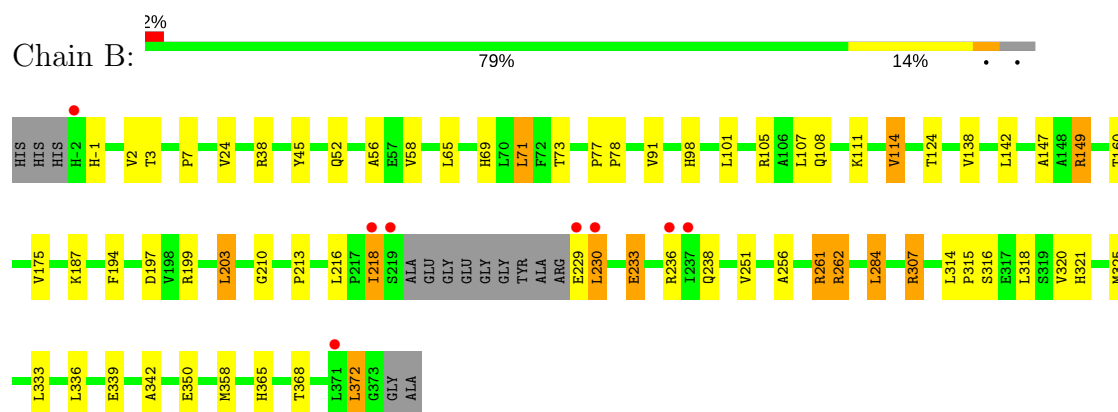 2%
Chain B:
79% 14% • •
HIS HIS HIS H-2 H-1 V2 T3 P7 V24 R38 Y45 Q52 A56 E57 V58 L65 H69 L70 L71 F72 T73 P77 P78 V91 H98 L101 R105 A106 L107 Q108 K111 V114 T124 V138 L142 A147 A148 R149 T160
V175 K187 F194 D197 V198 R199 L203 G210 P213 L216 P217 I218 S219 ALA GLU GLY GLU GLY GLY TYR ALA ARG E229 L230 E233 R236 I237 Q238 V251 A256 R261 R262 L284 R307 L314 P315 S316 E317 L318 S319 V320 H321 M325
L333 L336 E339 A342 E350 M358 H365 T368 L371 L372 G373 GLY ALA